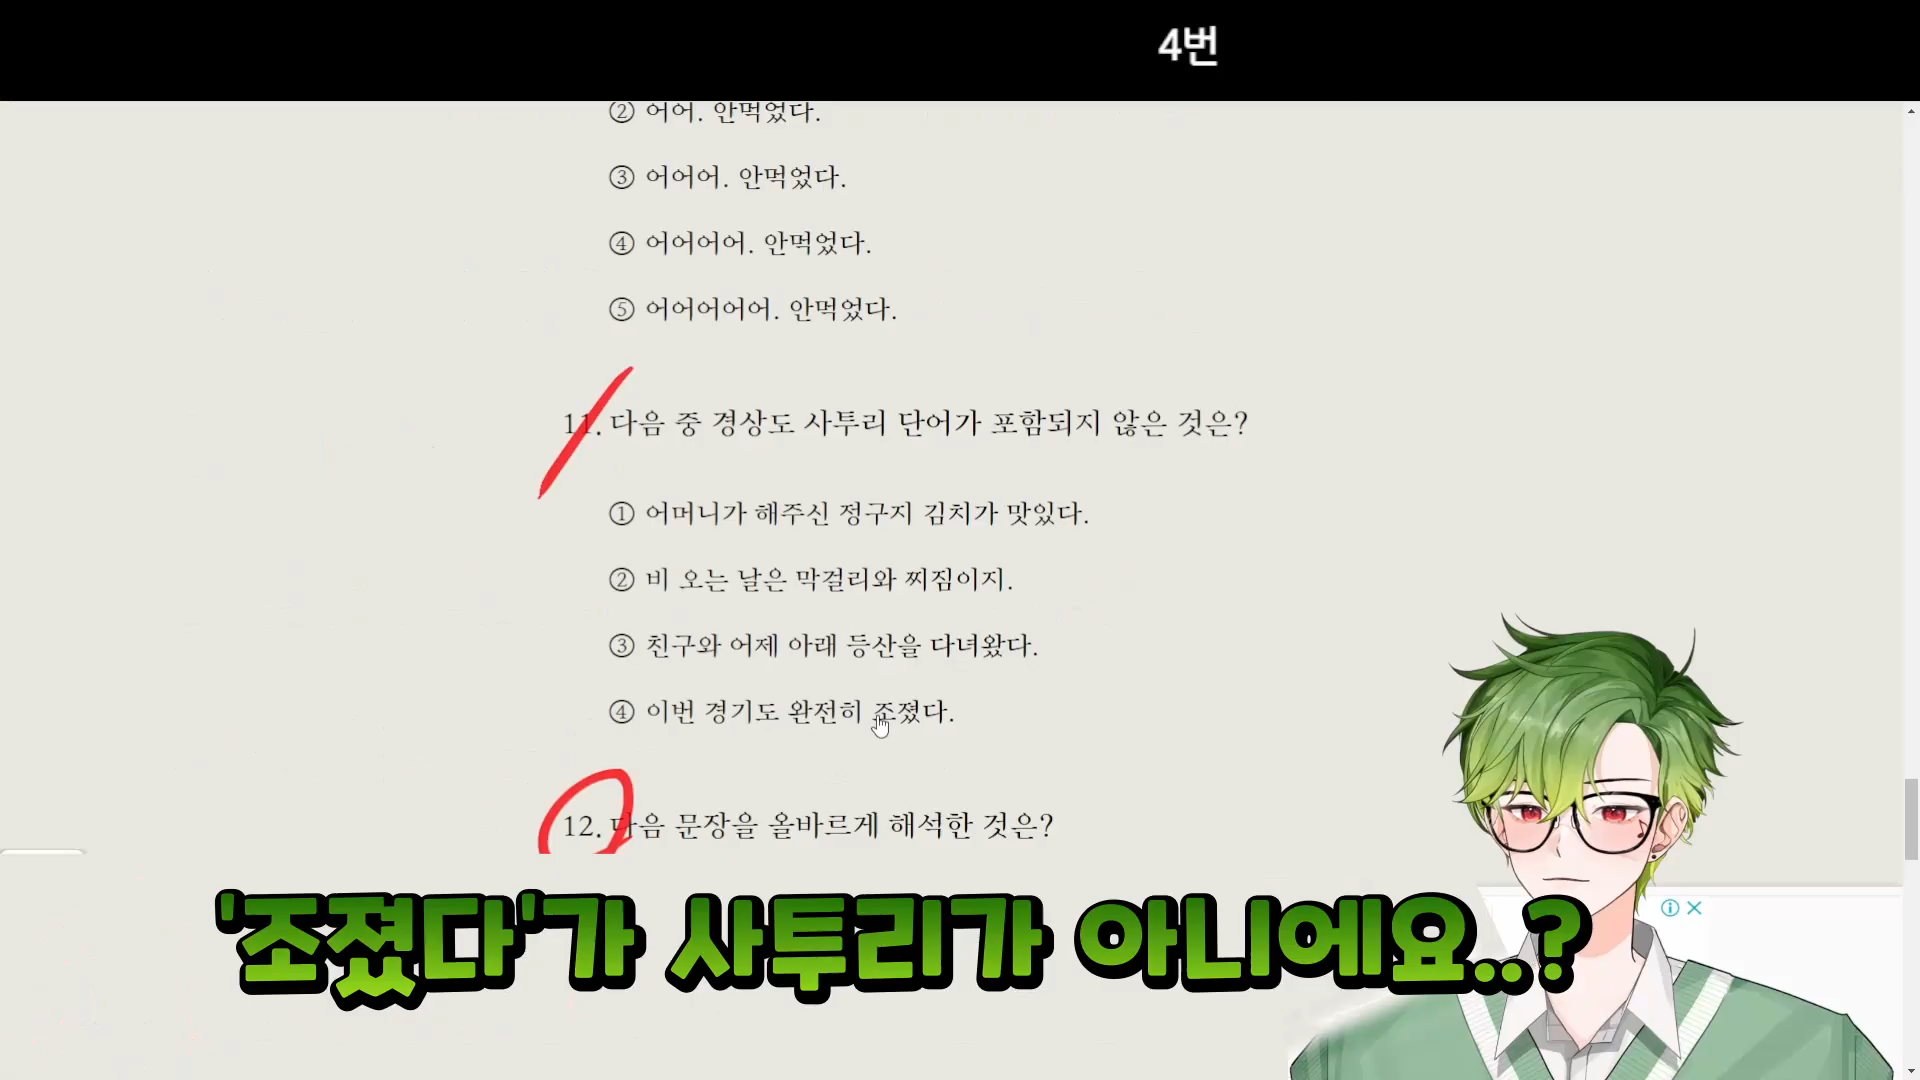 4번
② 어어. 안먹었다.
③ 어어어. 안먹었다.
④ 어어어어. 안먹었다.
⑤ 어어어어어. 안먹었다.
11. 다음 중 경상도 사투리 단어가 포함되지 않은 것은?
① 어머니가 해주신 정구지 김치가 맛있다.
② 비 오는 날은 막걸리와 찌짐이지.
③ 친구와 어제 아래 등산을 다녀왔다.
④ 이번 경기도 완전히 조졌다.
12. 다음 문장을 올바르게 해석한 것은?
'조졌다'가 사투리가 아니에요..?